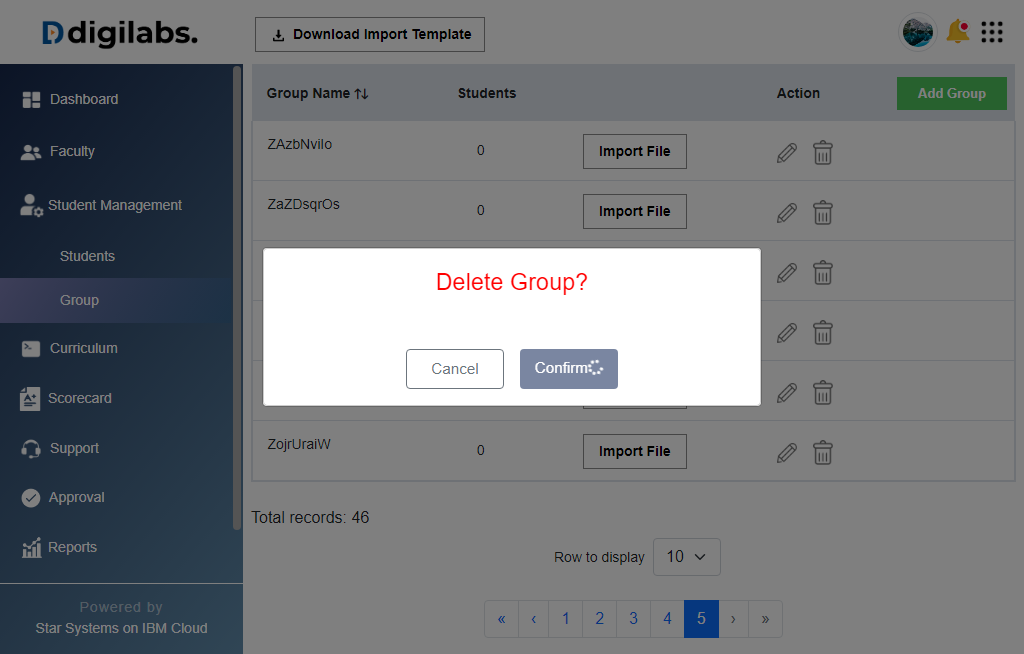 digilabs.
Download Import Template
Dashboard
Faculty
Student Management
Students
Group
Curriculum
Scorecard
Support
Approval
Reports
Powered by
Star Systems on IBM Cloud
Group Name
Students
Action
Add Group
ZAzbNvilo
0
Import File
ZaZDsqrOs
0
Import File
Delete Group?
Cancel
Confirm
ZojrUraiW
0
Import File
Total records: 46
Row to display
10
« ‹ 1 2 3 4 5 › »